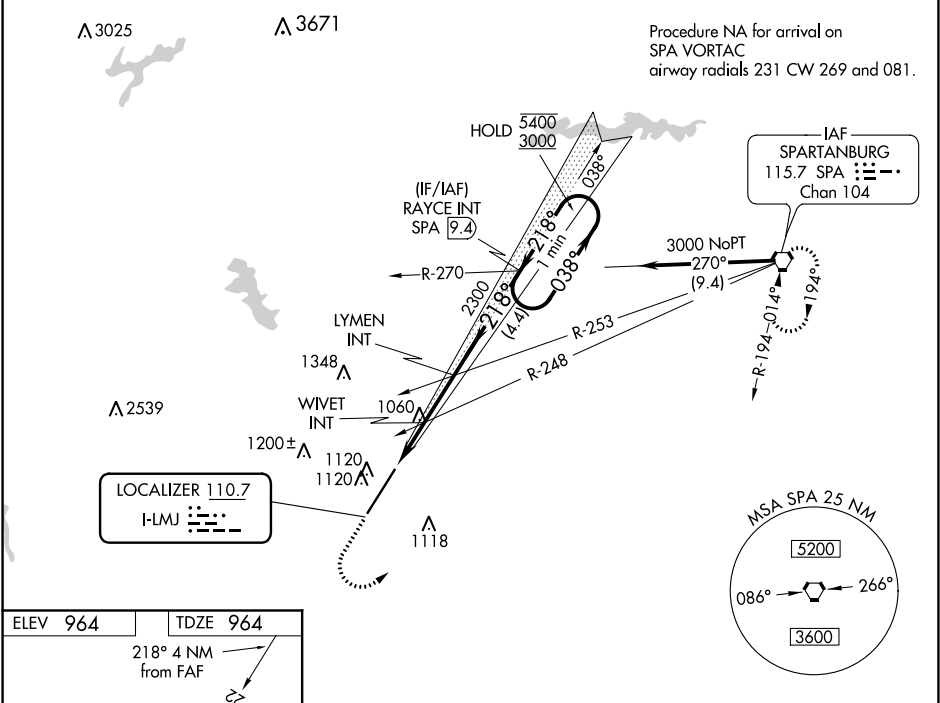 3025
3671
Procedure NA for arrival on
SPA VORTAC
airway radials 231 CW 269 and 081.
HOLD 5400
3000
038°
IAF
SPARTANBURG
115.7 SPA
Chan 104
(IF/IAF)
RAYCE INT
SPA 9.4
218°
1 min
038°
3000 NoPT
270°
(9.4)
R-270
2300
218°
(4.4)
194°
R-194
014°
LYMEN
INT
R-253
R-248
1348
WIVET
INT
1060
2539
1200±
1120
1120
LOCALIZER 110.7
I-LMJ
1118
MSA SPA 25 NM
5200
086°
266°
3600
ELEV 964
TDZE 964
218° 4 NM
from FAF
22